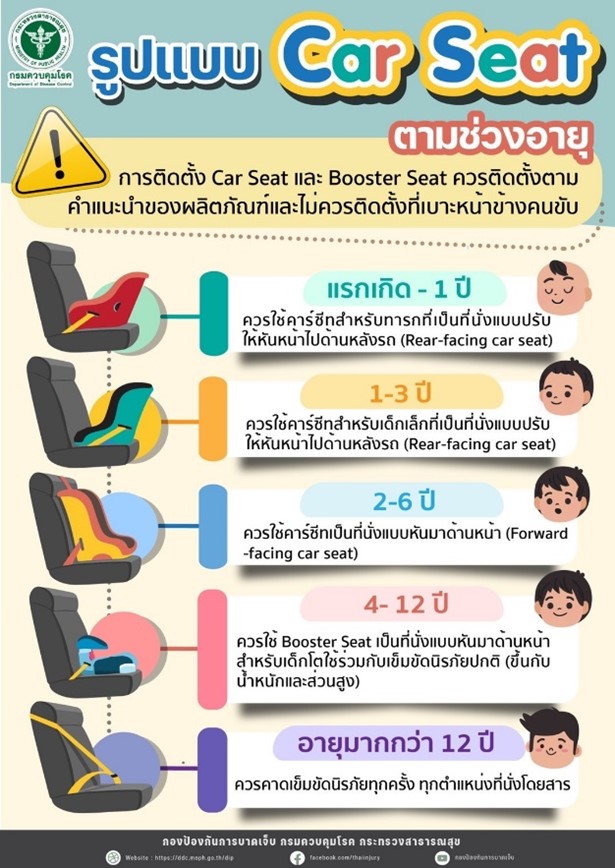 กระทรวงสาธารณสุข
MINISTRY OF PUBLIC HEALTH
กรมควบคุมโรค
Department of Disease Control
รูปแบบ Car Seat
ตามช่วงอายุ
การติดตั้ง Car Seat และ Booster Seat ควรติดตั้งตาม
คำแนะนำของผลิตภัณฑ์และไม่ควรติดตั้งที่เบาะหน้าข้างคนขับ
แรกเกิด - 1 ปี
ควรใช้คาร์ซีทสำหรับทารกที่เป็นที่นั่งแบบปรับ
ให้หันหน้าไปด้านหลังรถ (Rear-facing car seat)
1-3 ปี
ควรใช้คาร์ซีทสำหรับเด็กเล็กที่เป็นที่นั่งแบบปรับ
ให้หันหน้าไปด้านหลังรถ (Rear-facing car seat)
2-6 ปี
ควรใช้คาร์ซีทเป็นที่นั่งแบบหันมาด้านหน้า (Forward
-facing car seat)
4- 12 ปี
ควรใช้ Booster Seat เป็นที่นั่งแบบหันมาด้านหน้า
สำหรับเด็กโตใช้ร่วมกับเข็มขัดนิรภัยปกติ (ขึ้นกับ
น้ำหนักและส่วนสูง)
อายุมากกว่า 12 ปี
ควรคาดเข็มขัดนิรภัยทุกครั้ง ทุกตำแหน่งที่นั่งโดยสาร
กองป้องกันการบาดเจ็บ กรมควบคุมโรค กระทรวงสาธารณสุข
Website : https://ddc.moph.go.th/dip
facebook.com/thaiinjury
กองป้องกันการบาดเจ็บ